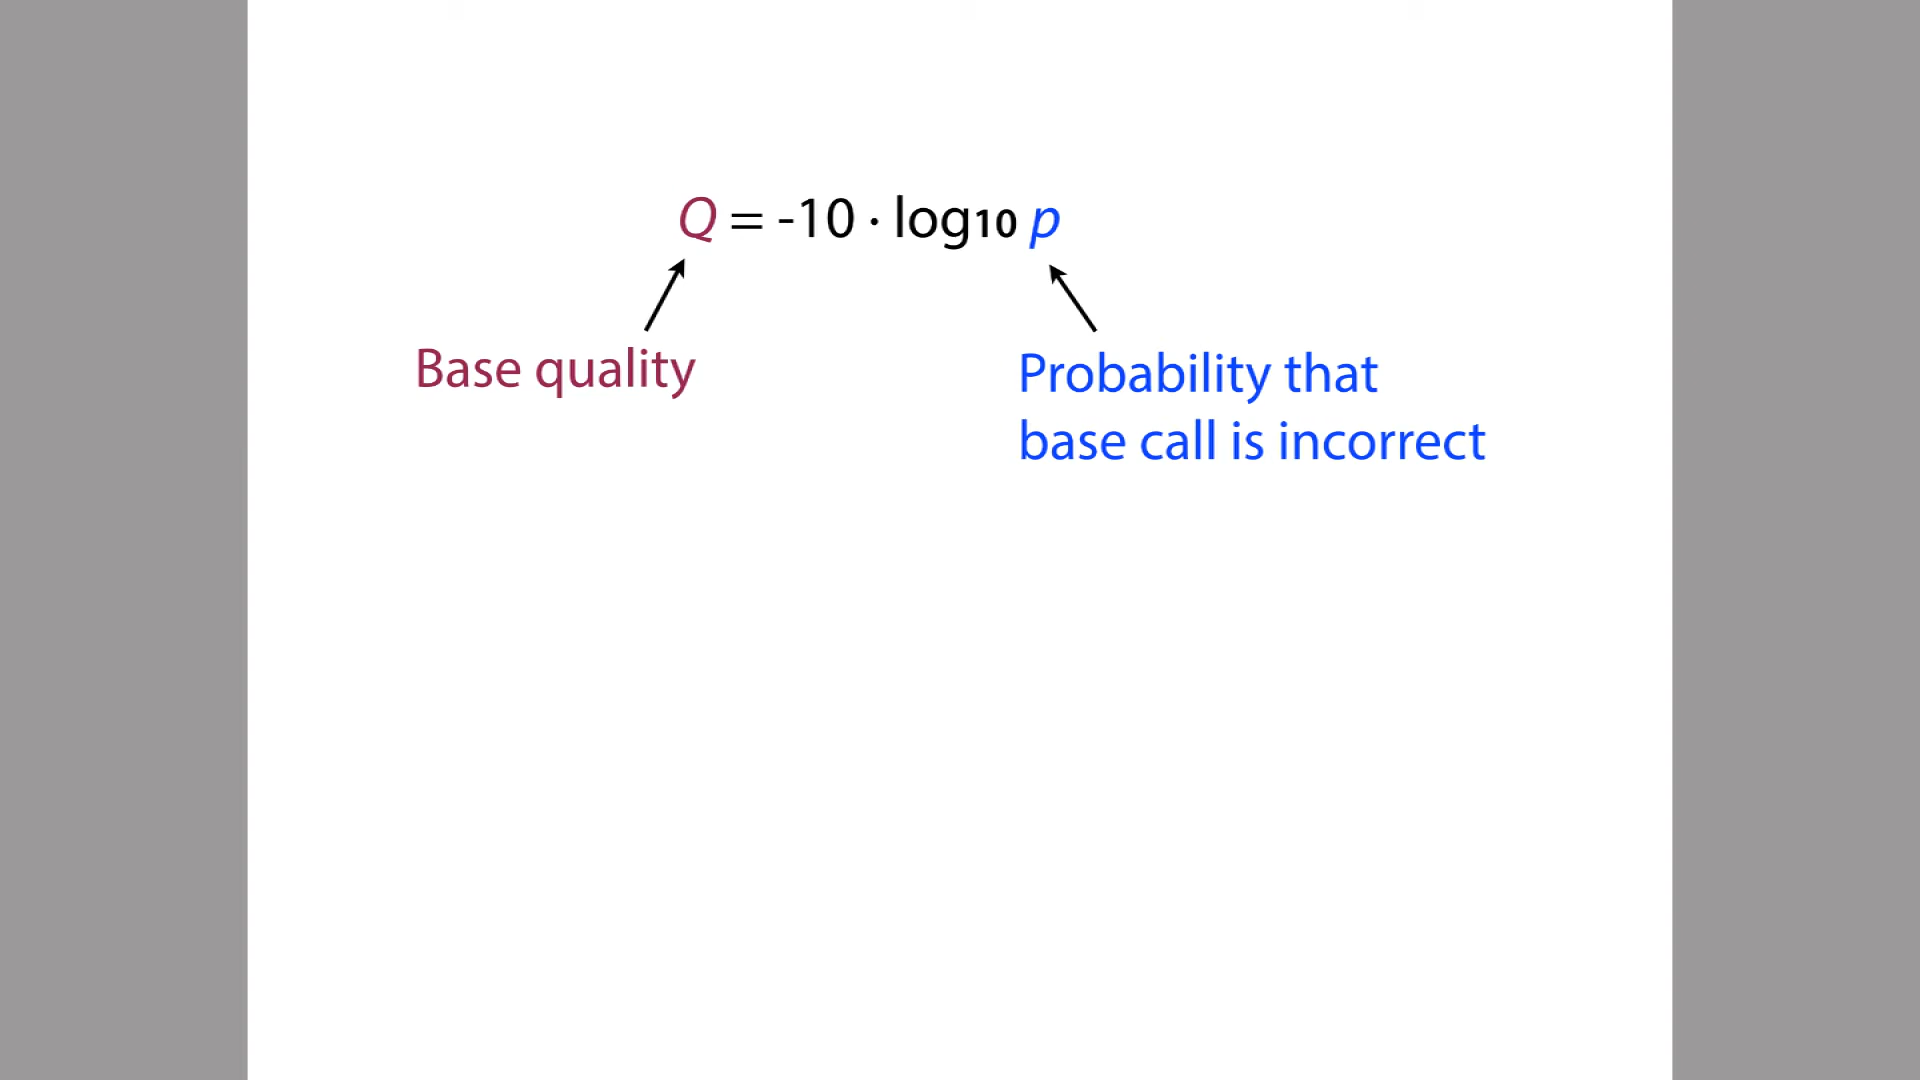 Q = -10 · log10 p
Base quality
Probability that
base call is incorrect